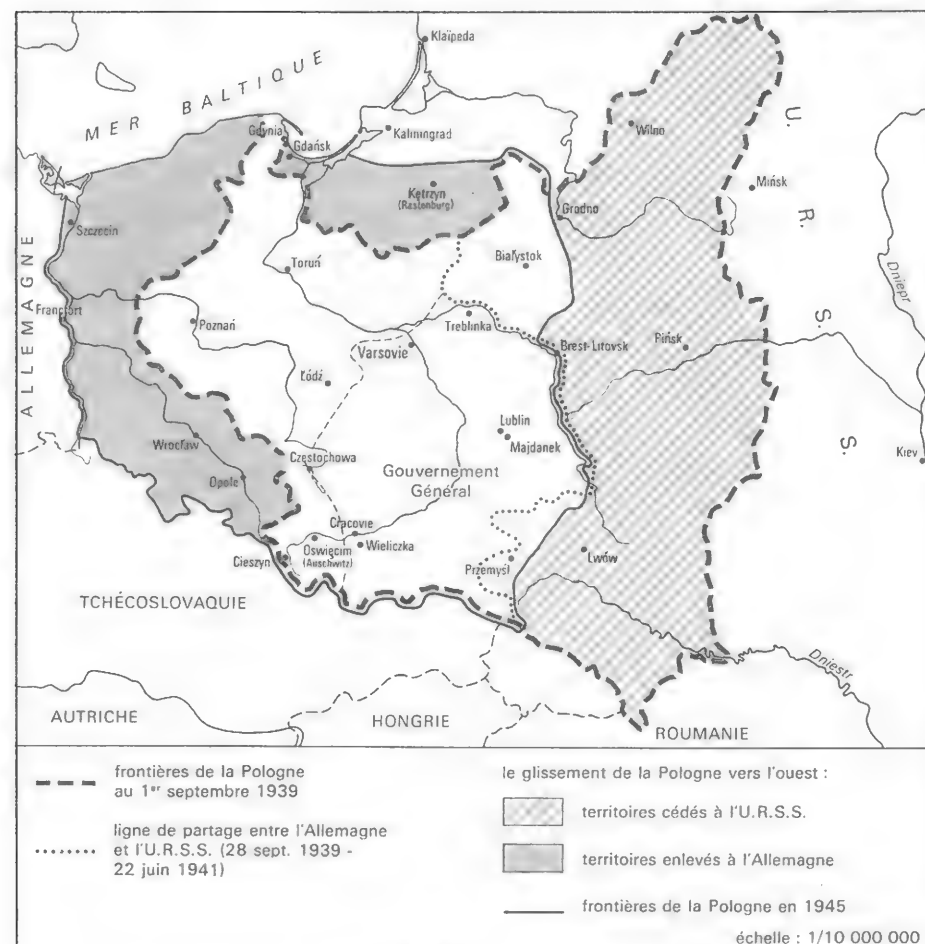 Klaïpeda
MER BALTIQUE
Gdynia
Gdańsk
Kaliningrad
Wilno
U.
R.
S.
S.
Mińsk
Kętrzyn
(Rastenburg)
Grodno
Szczecin
ALLEMAGNE
Toruń
Białystok
Dniepr
Francfort
Poznań
Treblinka
Varsovie
Brest-Litovsk
Pińsk
Łódź
Lublin
Majdanek
Wrocław
Częstochowa
Kiev
Opole
Gouvernement
Général
Cracovie
Wieliczka
Oświęcim
(Auschwitz)
Cieszyn
Przemyśl
Lwów
TCHÉCOSLOVAQUIE
Dniestr
AUTRICHE
HONGRIE
ROUMANIE
frontières de la Pologne
au 1er septembre 1939
ligne de partage entre l'Allemagne
et l'U.R.S.S. (28 sept. 1939 -
22 juin 1941)
le glissement de la Pologne vers l'ouest :
territoires cédés à l'U.R.S.S.
territoires enlevés à l'Allemagne
frontières de la Pologne en 1945
échelle : 1/10 000 000